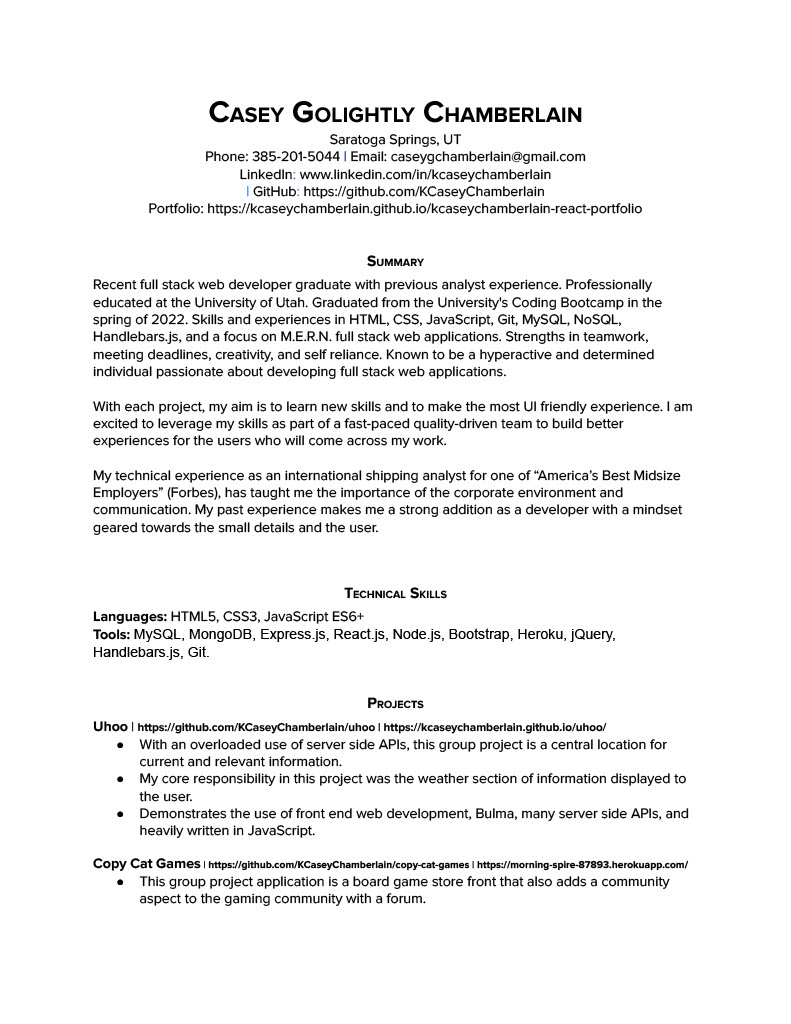 Casey Golightly Chamberlain
Saratoga Springs, UT
Phone: 385-201-5044 | Email: caseygchamberlain@gmail.com
LinkedIn: www.linkedin.com/in/kcaseychamberlain
| GitHub: https://github.com/KCaseyChamberlain
Portfolio: https://kcaseychamberlain.github.io/kcaseychamberlain-react-portfolio
Summary
Recent full stack web developer graduate with previous analyst experience. Professionally
educated at the University of Utah. Graduated from the University's Coding Bootcamp in the
spring of 2022. Skills and experiences in HTML, CSS, JavaScript, Git, MySQL, NoSQL,
Handlebars.js, and a focus on M.E.R.N. full stack web applications. Strengths in teamwork,
meeting deadlines, creativity, and self reliance. Known to be a hyperactive and determined
individual passionate about developing full stack web applications.
With each project, my aim is to learn new skills and to make the most UI friendly experience. I am
excited to leverage my skills as part of a fast-paced quality-driven team to build better
experiences for the users who will come across my work.
My technical experience as an international shipping analyst for one of “America’s Best Midsize
Employers” (Forbes), has taught me the importance of the corporate environment and
communication. My past experience makes me a strong addition as a developer with a mindset
geared towards the small details and the user.
Technical Skills
Languages: HTML5, CSS3, JavaScript ES6+
Tools: MySQL, MongoDB, Express.js, React.js, Node.js, Bootstrap, Heroku, jQuery,
Handlebars.js, Git.
Projects
Uhoo | https://github.com/KCaseyChamberlain/uhoo | https://kcaseychamberlain.github.io/uhoo/
● With an overloaded use of server side APIs, this group project is a central location for
current and relevant information.
● My core responsibility in this project was the weather section of information displayed to
the user.
● Demonstrates the use of front end web development, Bulma, many server side APIs, and
heavily written in JavaScript.
Copy Cat Games | https://github.com/KCaseyChamberlain/copy-cat-games | https://morning-spire-87893.herokuapp.com/
● This group project application is a board game store front that also adds a community
aspect to the gaming community with a forum.